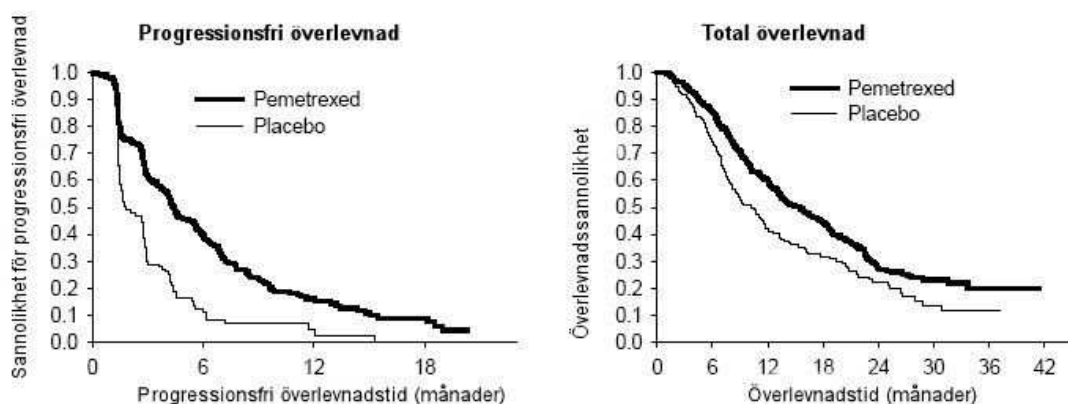 Progressionsfri överlevnad
Sannolikhet för progressionsfri överlevnad
1.0
0.9
0.8
0.7
0.6
0.5
0.4
0.3
0.2
0.1
0.0
Pemetrexed
Placebo
0 6 12 18
Progressionsfri överlevnadstid (månader)
Total överlevnad
Överlevnadssannolikhet
1.0
0.9
0.8
0.7
0.6
0.5
0.4
0.3
0.2
0.1
0.0
Pemetrexed
Placebo
0 6 12 18 24 30 36 42
Överlevnadstid (månader)